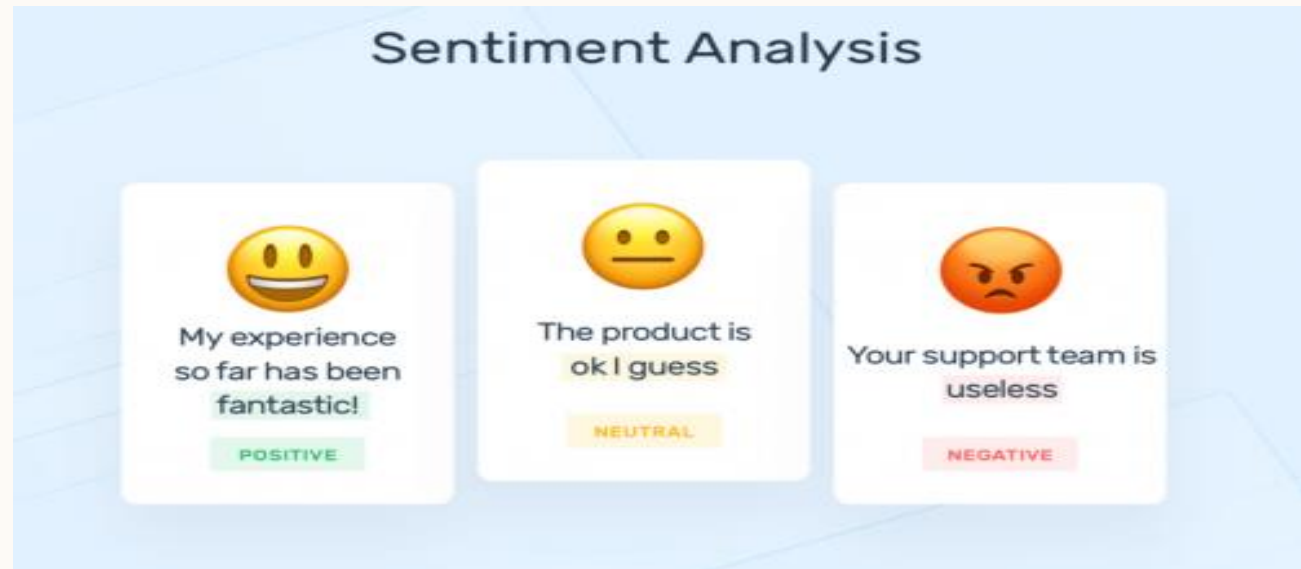 Sentiment Analysis
My experience
so far has been
fantastic!
POSITIVE
The product is
ok I guess
NEUTRAL
Your support team is
useless
NEGATIVE